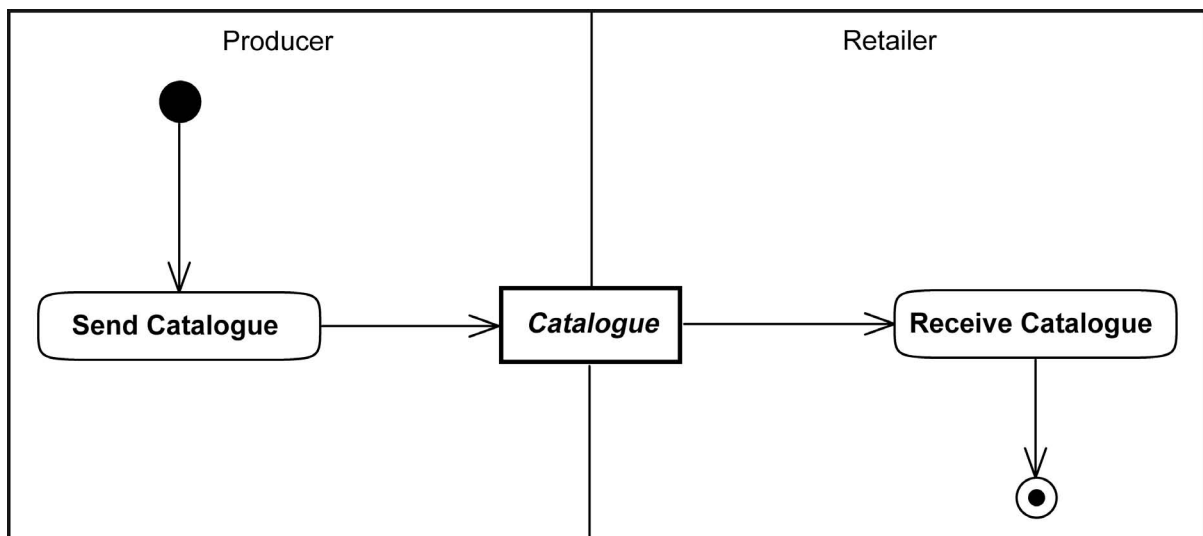 Producer
Retailer
Send Catalogue
Catalogue
Receive Catalogue